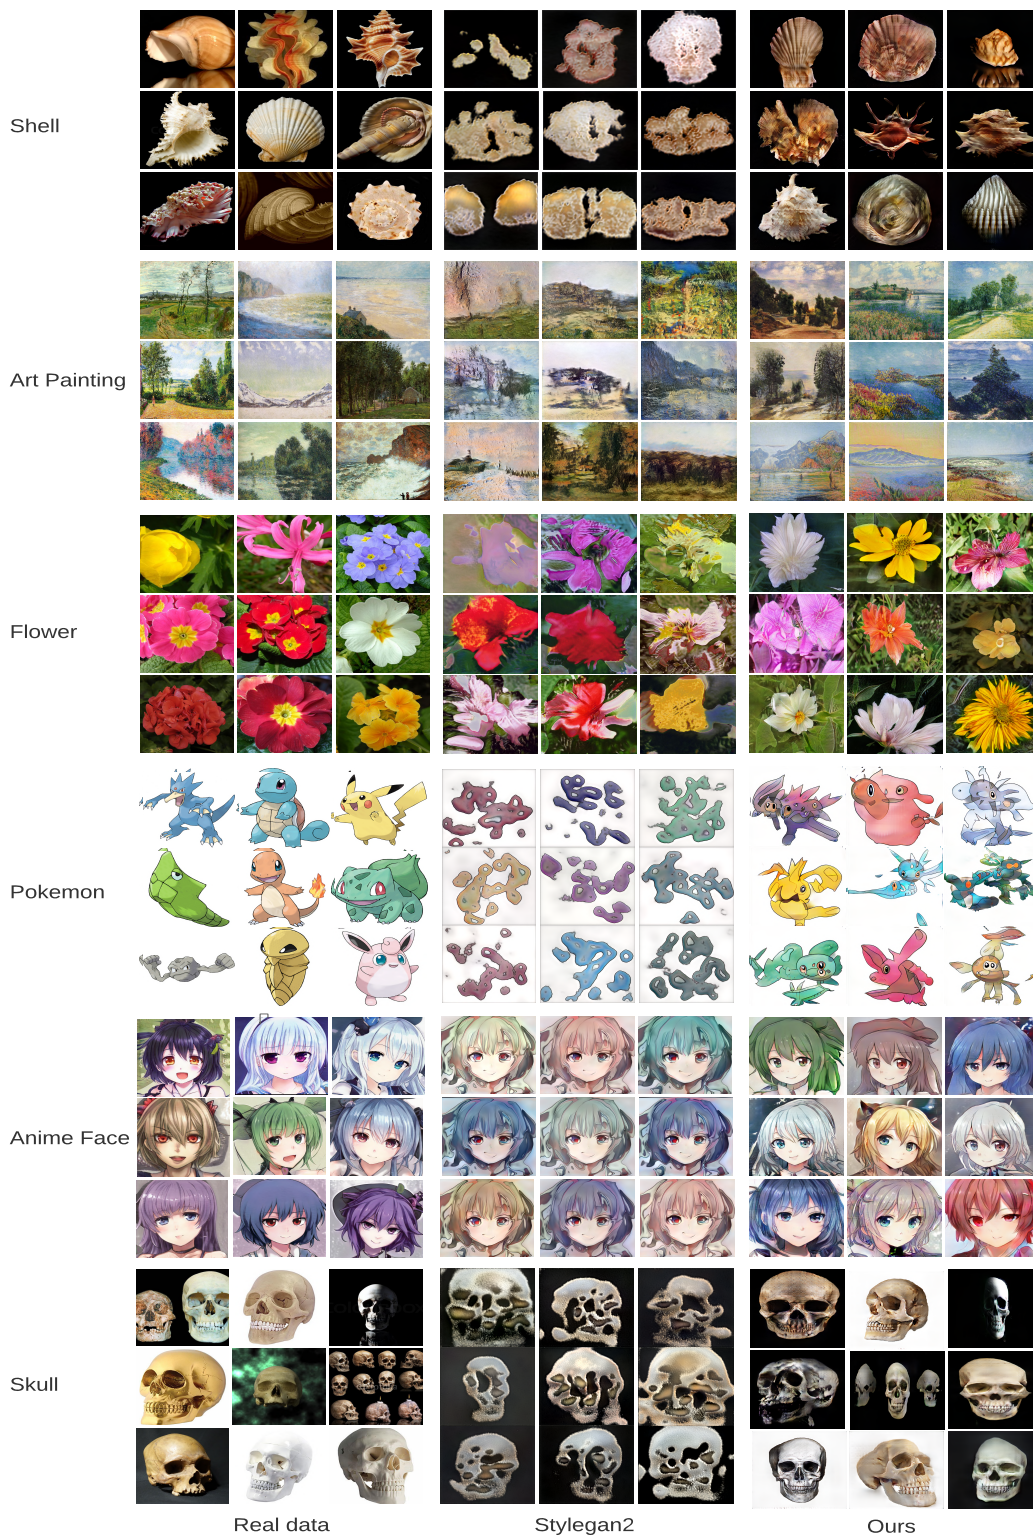 Shell
Art Painting
Flower
Pokemon
Anime Face
Skull
Real data
Stylegan2
Ours